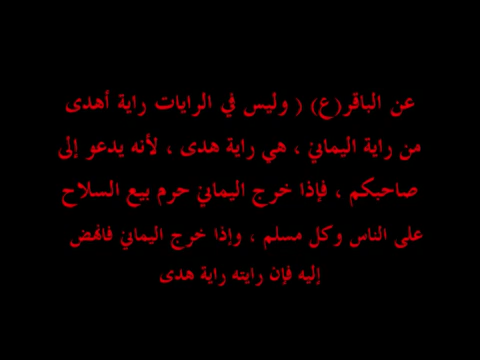 عن الباقر(ع) ( وليس في الرايات راية أهدى
من راية اليماني ، هي راية هدى ، لأنه يدعو إلى
صاحبكم ، فإذا خرج اليماني حرم بيع السلاح
على الناس وكل مسلم ، وإذا خرج اليماني فانهض
إليه فإن رايته راية هدى